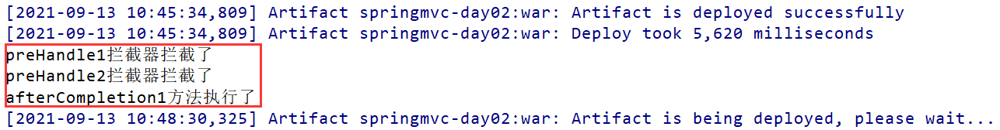 [2021-09-13 10:45:34,809] Artifact springmvc-day02:war: Artifact is deployed successfully
[2021-09-13 10:45:34,809] Artifact springmvc-day02:war: Deploy took 5,620 milliseconds
preHandle1拦截器拦截了
preHandle2拦截器拦截了
afterCompletion1方法执行了
[2021-09-13 10:48:30,325] Artifact springmvc-day02:war: Artifact is being deployed, please wait...